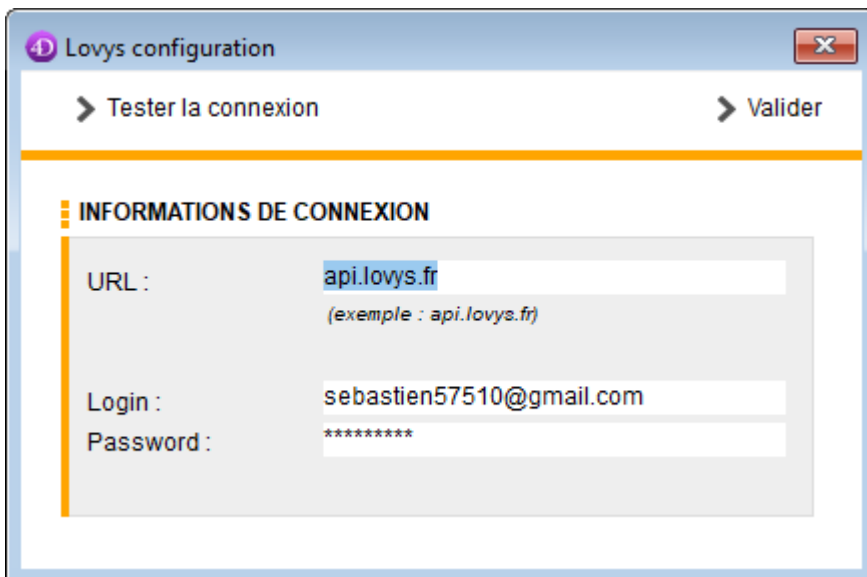 4D Lovys configuration
Tester la connexion Valider
INFORMATIONS DE CONNEXION
URL : api.lovys.fr
(exemple : api.lovys.fr)
Login : sebastien57510@gmail.com
Password : *********